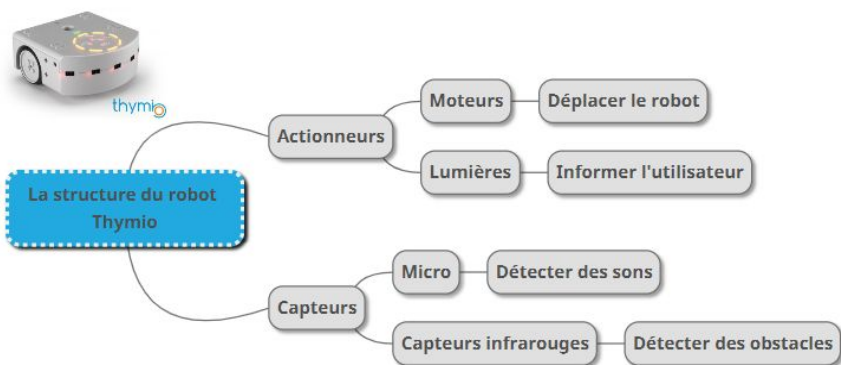 thymio
Actionneurs
Moteurs
Déplacer le robot
Lumières
Informer l'utilisateur
La structure du robot
Thymio
Capteurs
Micro
Détecter des sons
Capteurs infrarouges
Détecter des obstacles